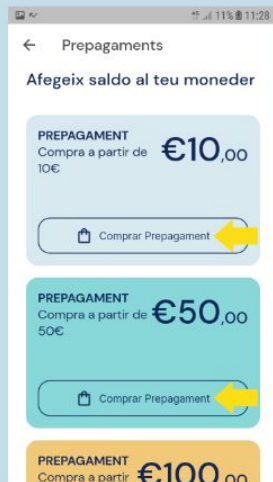 11% 11:28
← Prepagaments
Afegeix saldo al teu moneder
PREPAGAMENT
Compra a partir de
10€
€10,00
Comprar Prepagament
PREPAGAMENT
Compra a partir de
50€
€50,00
Comprar Prepagament
PREPAGAMENT
Compra a partir
€100,00